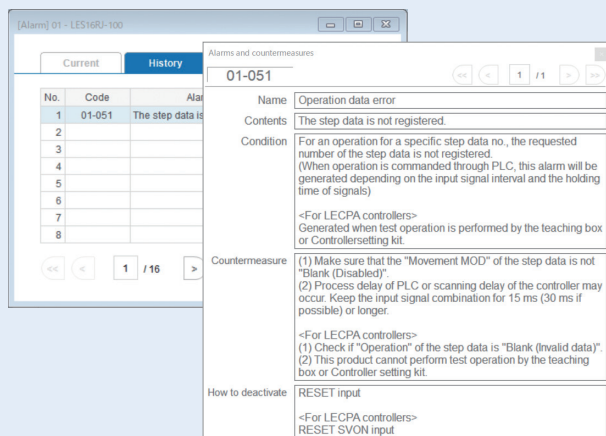 [Alarm] 01 - LES16RJ-100
Current
History
No.
Code
Alar
1
01-051
The step data is
2
3
4
5
6
7
8
<<
<
1
/ 16
>
Alarms and countermeasures
01-051
<<
<
1
/ 1
>
>>
Name
Operation data error
Contents
The step data is not registered.
Condition
For an operation for a specific step data no., the requested
number of the step data is not registered.
(When operation is commanded through PLC, this alarm will be
generated depending on the input signal interval and the holding
time of signals)
<For LECPA controllers>
Generated when test operation is performed by the teaching box
or Controllersetting kit.
Countermeasure
(1) Make sure that the "Movement MOD" of the step data is not
"Blank (Disabled)".
(2) Process delay of PLC or scanning delay of the controller may
occur. Keep the input signal combination for 15 ms (30 ms if
possible) or longer.
<For LECPA controllers>
(1) Check if "Operation" of the step data is "Blank (Invalid data)".
(2) This product cannot perform test operation by the teaching
box or Controller setting kit.
How to deactivate
RESET input
<For LECPA controllers>
RESET SVON input